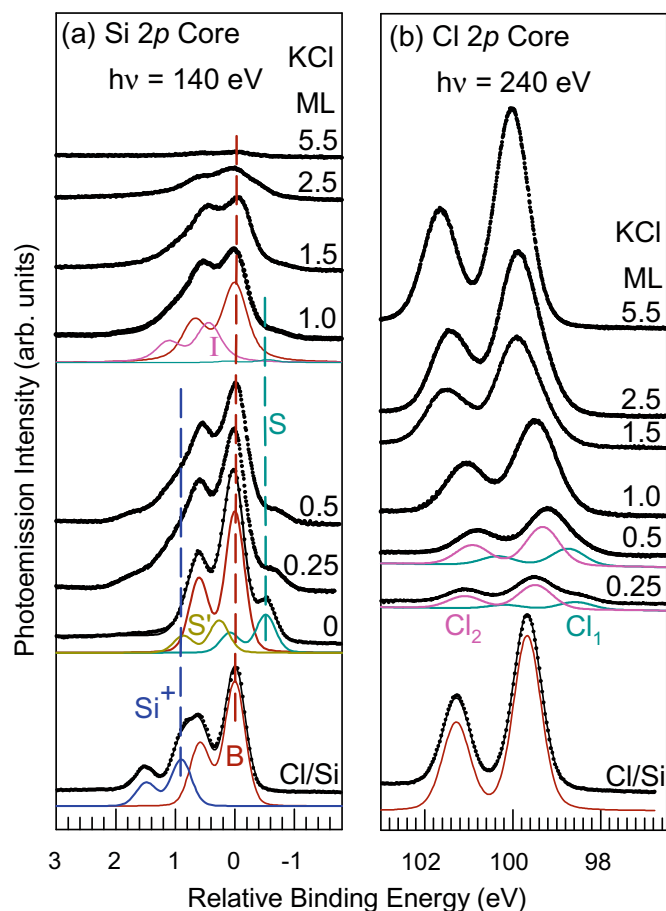 (a) Si 2p Core
hν = 140 eV
KCl
ML
5.5
2.5
1.5
1.0
I
S
0.5
0.25
0
S'
Si+
B
Cl/Si
3 2 1 0 -1
(b) Cl 2p Core
hν = 240 eV
KCl
ML
5.5
2.5
1.5
1.0
0.5
0.25
Cl2
Cl1
Cl/Si
102 100 98
Photoemission Intensity (arb. units)
Relative Binding Energy (eV)